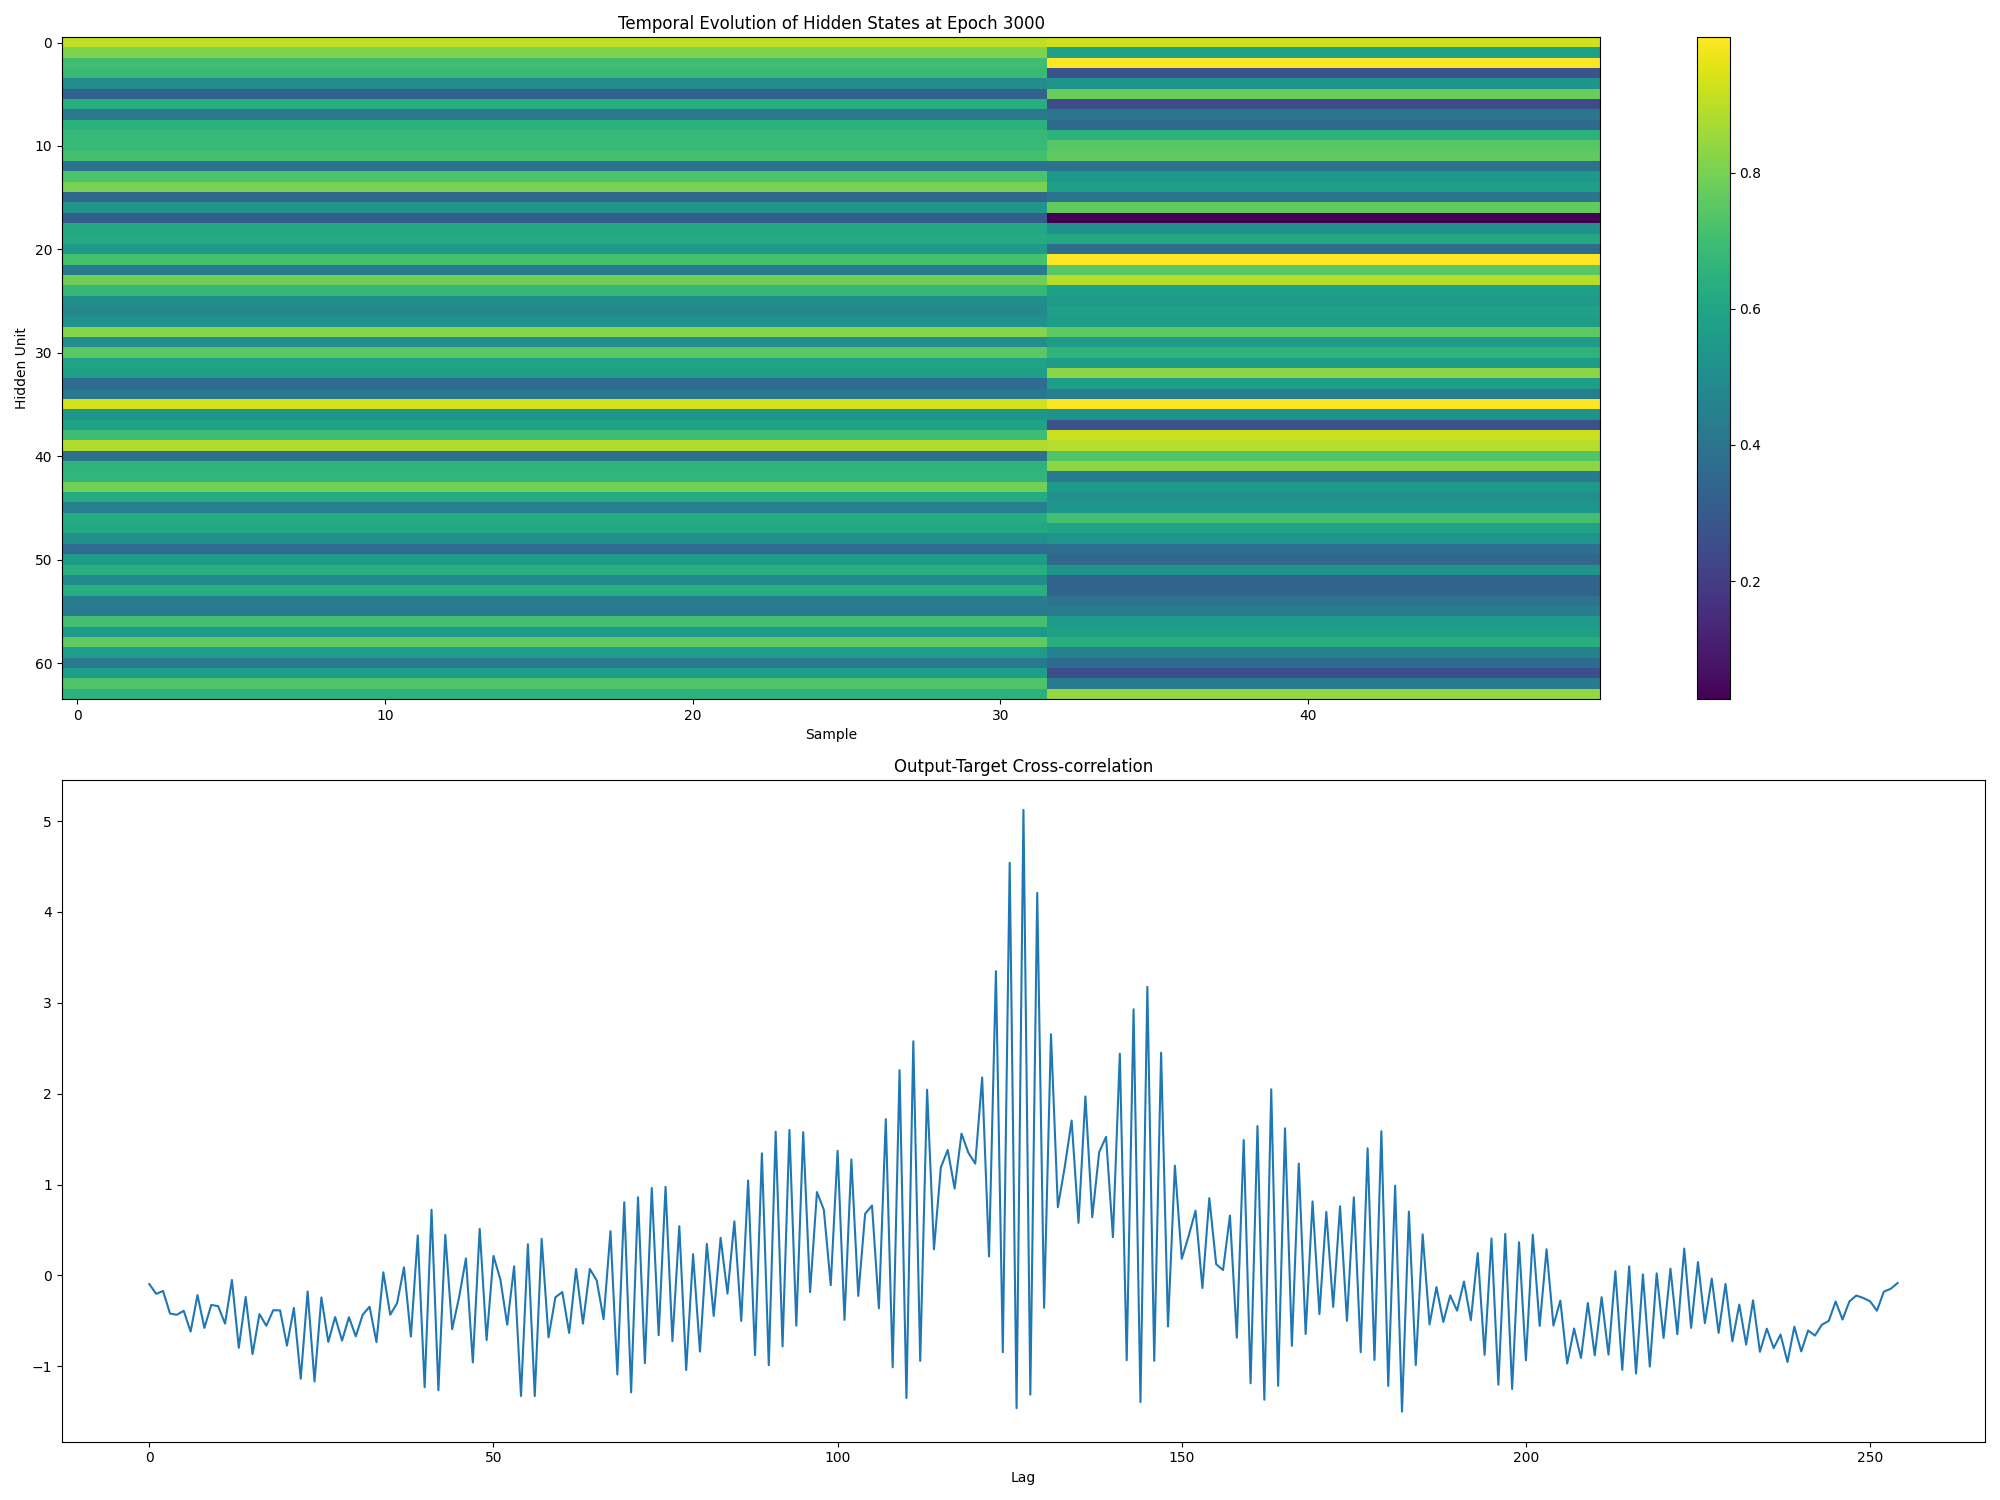 Temporal Evolution of Hidden States at Epoch 3000
0
10
20
30
40
50
60
Hidden Unit
0 10 20 30 40
Sample
0.8
0.6
0.4
0.2
Output-Target Cross-correlation
5
4
3
2
1
0
−1
0 50 100 150 200 250
Lag